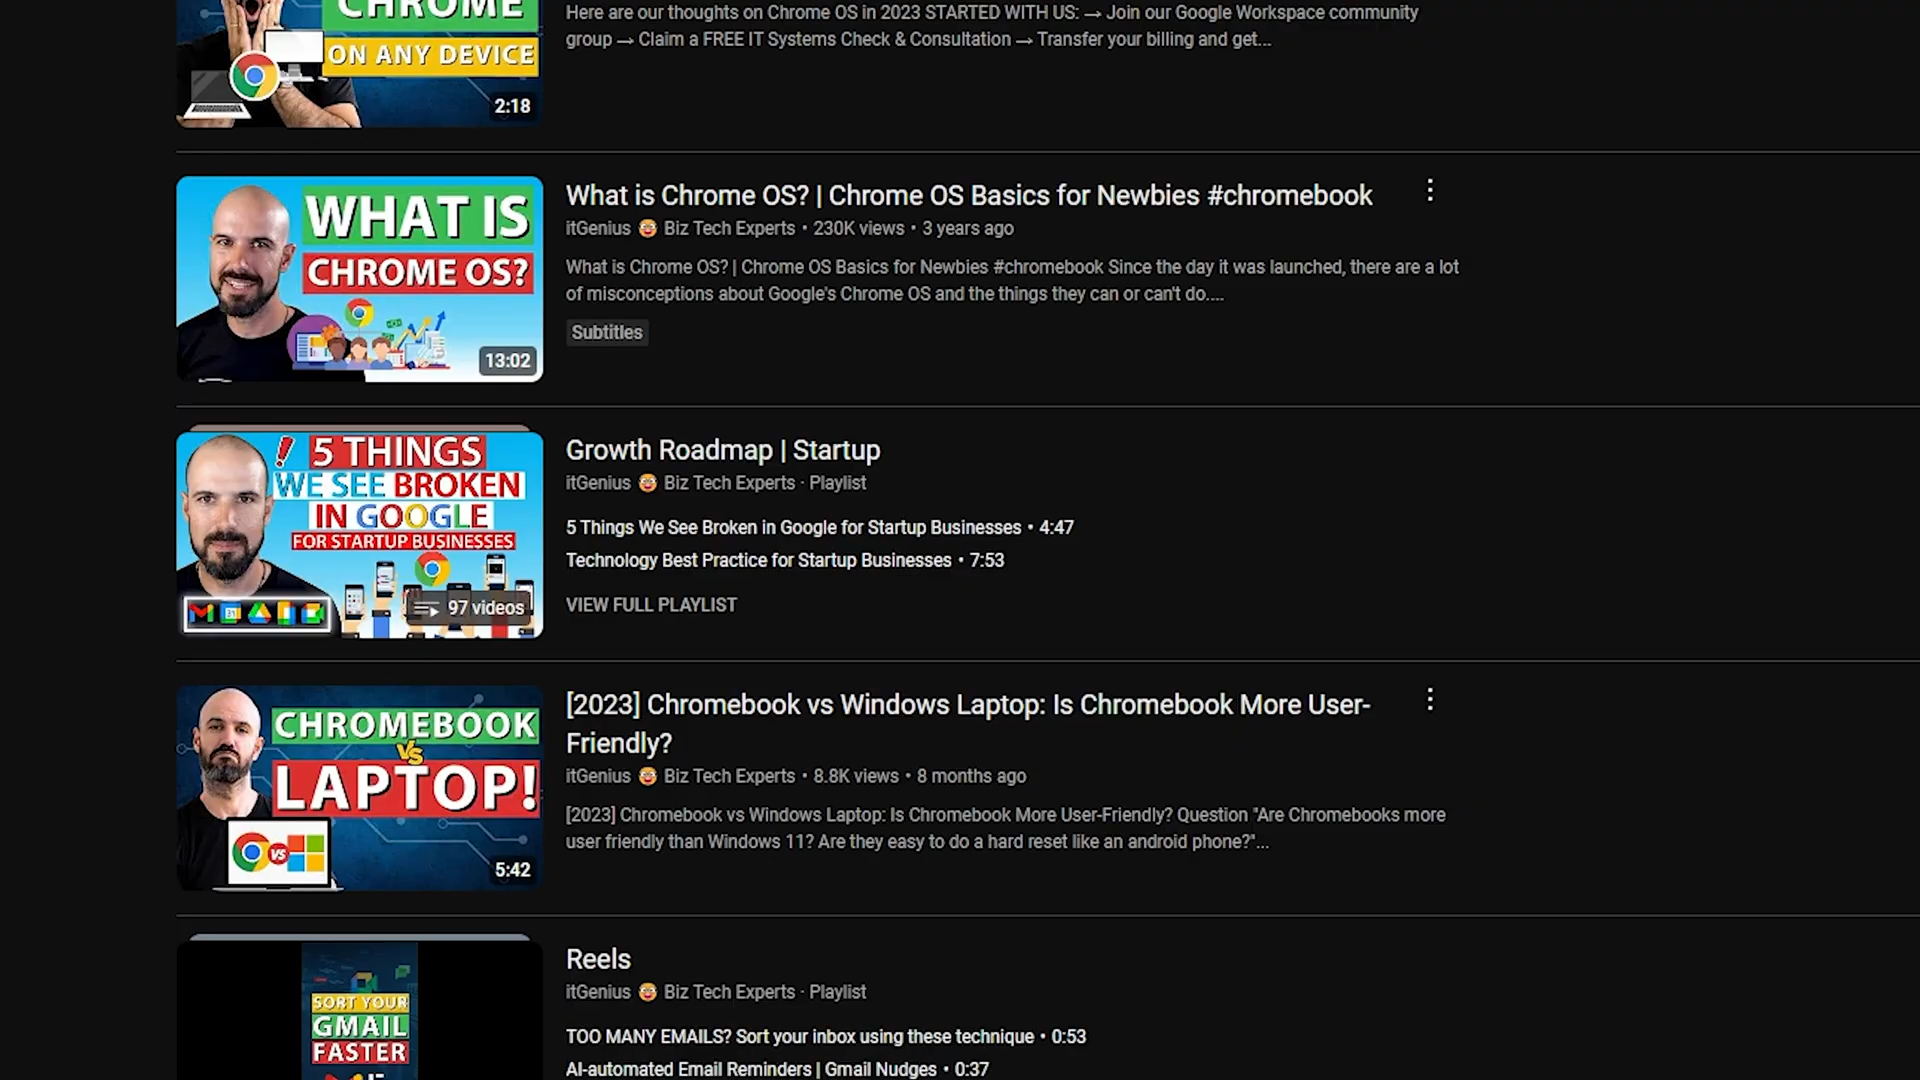 CHROME
ON ANY DEVICE
2:18
Here are our thoughts on Chrome OS in 2023 STARTED WITH US: → Join our Google Workspace community
group → Claim a FREE IT Systems Check & Consultation → Transfer your billing and get...
WHAT IS
CHROME OS?
13:02
What is Chrome OS? | Chrome OS Basics for Newbies #chromebook
itGenius 🤓 Biz Tech Experts • 230K views • 3 years ago
What is Chrome OS? | Chrome OS Basics for Newbies #chromebook Since the day it was launched, there are a lot
of misconceptions about Google's Chrome OS and the things they can or can't do....
Subtitles
! 5 THINGS
WE SEE BROKEN
IN GOOGLE
FOR STARTUP BUSINESSES
97 videos
Growth Roadmap | Startup
itGenius 🤓 Biz Tech Experts · Playlist
5 Things We See Broken in Google for Startup Businesses • 4:47
Technology Best Practice for Startup Businesses • 7:53
VIEW FULL PLAYLIST
CHROMEBOOK
VS
LAPTOP!
VS
5:42
[2023] Chromebook vs Windows Laptop: Is Chromebook More User-
Friendly?
itGenius 🤓 Biz Tech Experts • 8.8K views • 8 months ago
[2023] Chromebook vs Windows Laptop: Is Chromebook More User-Friendly? Question "Are Chromebooks more
user friendly than Windows 11? Are they easy to do a hard reset like an android phone?"...
SORT YOUR
GMAIL
FASTER
Reels
itGenius 🤓 Biz Tech Experts · Playlist
TOO MANY EMAILS? Sort your inbox using these technique • 0:53
AI-automated Email Reminders | Gmail Nudges • 0:37